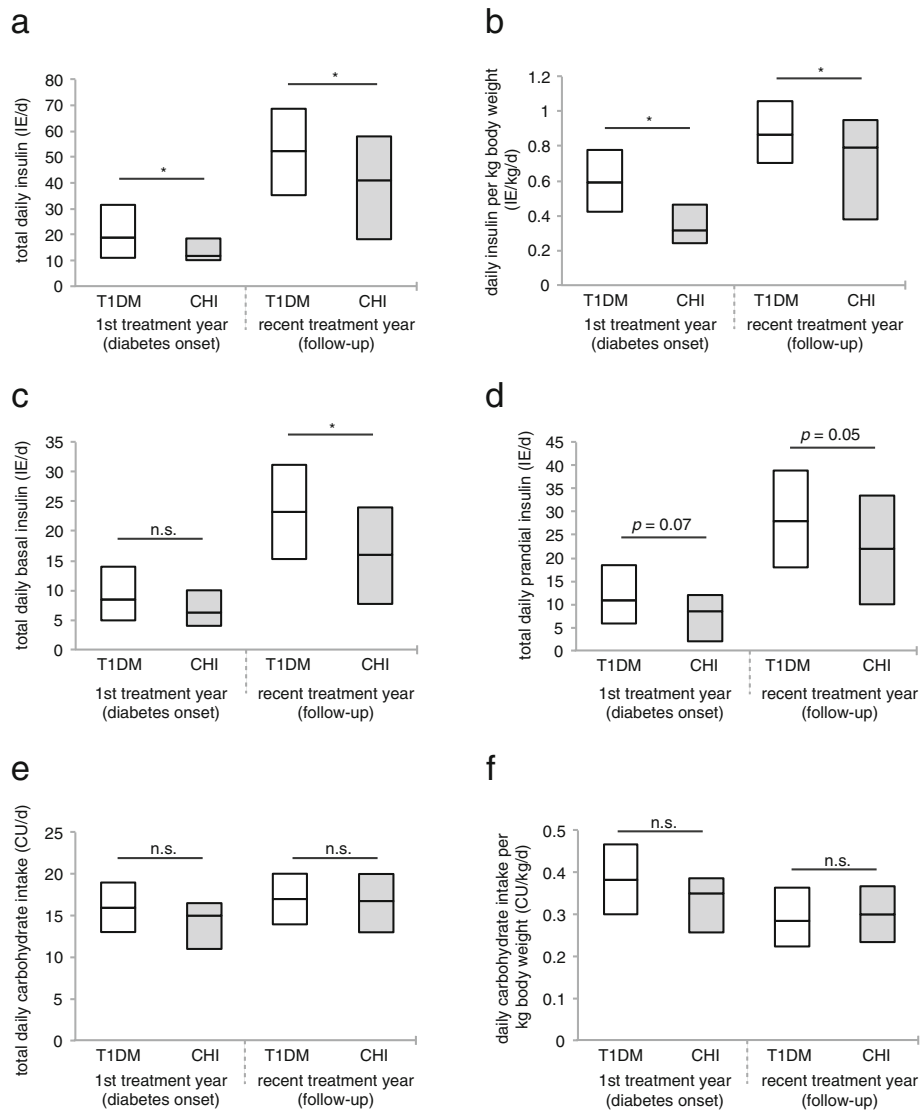 a
total daily insulin (IE/d)
80
70
60
50
40
30
20
10
0
*
*
T1DM CHI T1DM CHI
1st treatment year recent treatment year
(diabetes onset) (follow-up)
b
daily insulin per kg body weight
(IE/kg/d)
1.2
1
0.8
0.6
0.4
0.2
0
*
*
T1DM CHI T1DM CHI
1st treatment year recent treatment year
(diabetes onset) (follow-up)
c
total daily basal insulin (IE/d)
35
30
25
20
15
10
5
0
n.s.
*
T1DM CHI T1DM CHI
1st treatment year recent treatment year
(diabetes onset) (follow-up)
d
total daily prandial insulin (IE/d)
45
40
35
30
25
20
15
10
5
0
p = 0.07
p = 0.05
T1DM CHI T1DM CHI
1st treatment year recent treatment year
(diabetes onset) (follow-up)
e
total daily carbohydrate intake (CU/d)
25
20
15
10
5
0
n.s. n.s.
T1DM CHI T1DM CHI
1st treatment year recent treatment year
(diabetes onset) (follow-up)
f
daily carbohydrate intake per
kg body weight (CU/kg/d)
0.5
0.4
0.3
0.2
0.1
0
n.s.
n.s.
T1DM CHI T1DM CHI
1st treatment year recent treatment year
(diabetes onset) (follow-up)